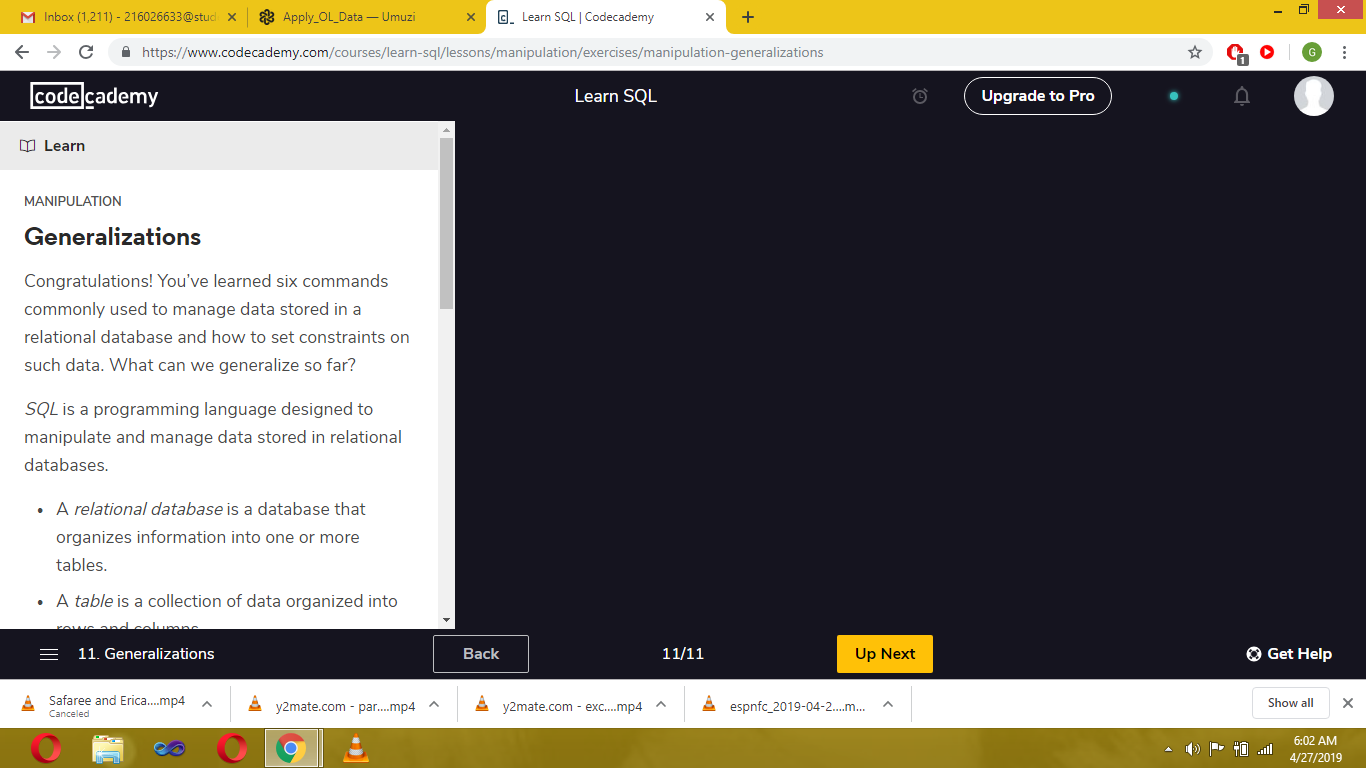 Inbox (1,211) - 216026633@stud
Apply_OL_Data — Umuzi
Learn SQL | Codecademy
https://www.codecademy.com/courses/learn-sql/lessons/manipulation/exercises/manipulation-generalizations
1
G
codecademy
Learn SQL
Upgrade to Pro
Learn
MANIPULATION
Generalizations
Congratulations! You’ve learned six commands
commonly used to manage data stored in a
relational database and how to set constraints on
such data. What can we generalize so far?
SQL is a programming language designed to
manipulate and manage data stored in relational
databases.
• A relational database is a database that
organizes information into one or more
tables.
• A table is a collection of data organized into
rows and columns.
11. Generalizations
Back
11/11
Up Next
Get Help
Safaree and Erica....mp4
Canceled
y2mate.com - par....mp4
y2mate.com - exc....mp4
espnfc_2019-04-2....m...
Show all
6:02 AM
4/27/2019